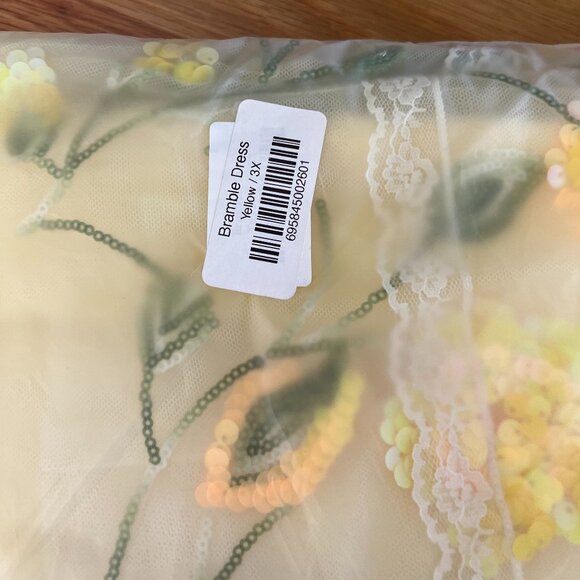 Bramble Dress
Yellow / 3X
695845002601